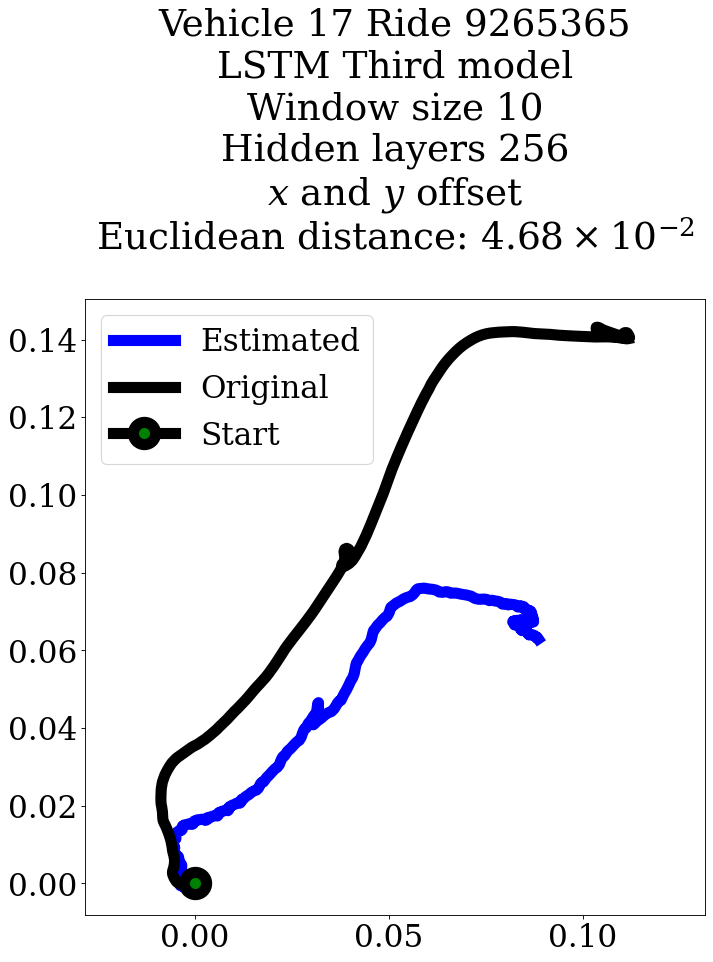 Vehicle 17 Ride 9265365
LSTM Third model
Window size 10
Hidden layers 256
x and y offset
Euclidean distance: 4.68 × 10⁻²
Estimated
Original
Start
0.14
0.12
0.10
0.08
0.06
0.04
0.02
0.00
0.00 0.05 0.10